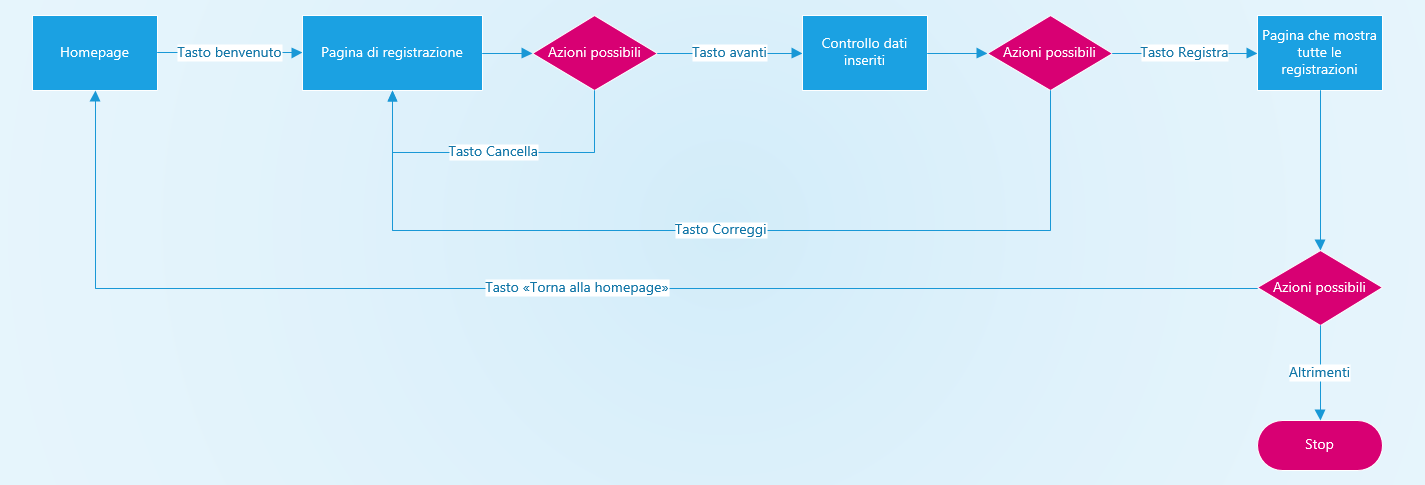 Homepage
Tasto benvenuto
Pagina di registrazione
Azioni possibili
Tasto avanti
Controllo dati
inseriti
Azioni possibili
Tasto Registra
Pagina che mostra
tutte le
registrazioni
Tasto Cancella
Tasto Correggi
Tasto «Torna alla homepage»
Azioni possibili
Altrimenti
Stop